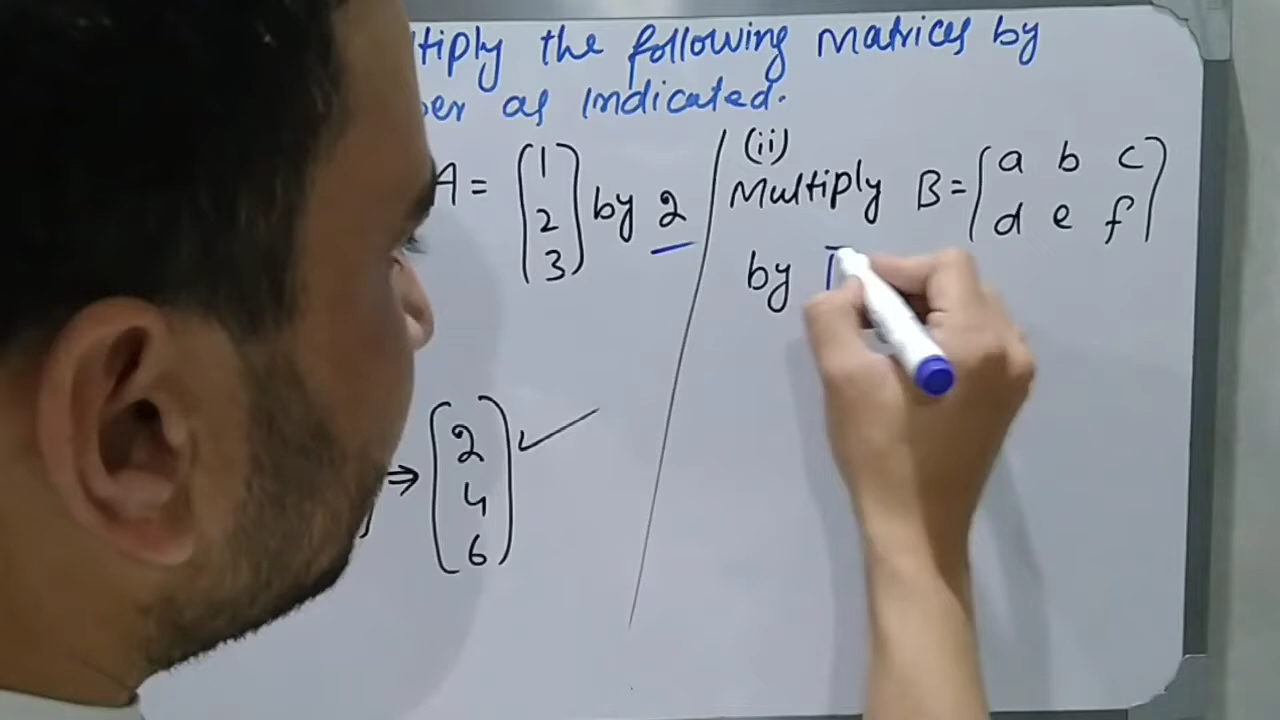 tiply the following Matrices by
ber as indicated.
A = (1 2 3) by 2
(ii)
Multiply B = (a b c
d e f)
by
⇒ (2
4
6) ✓